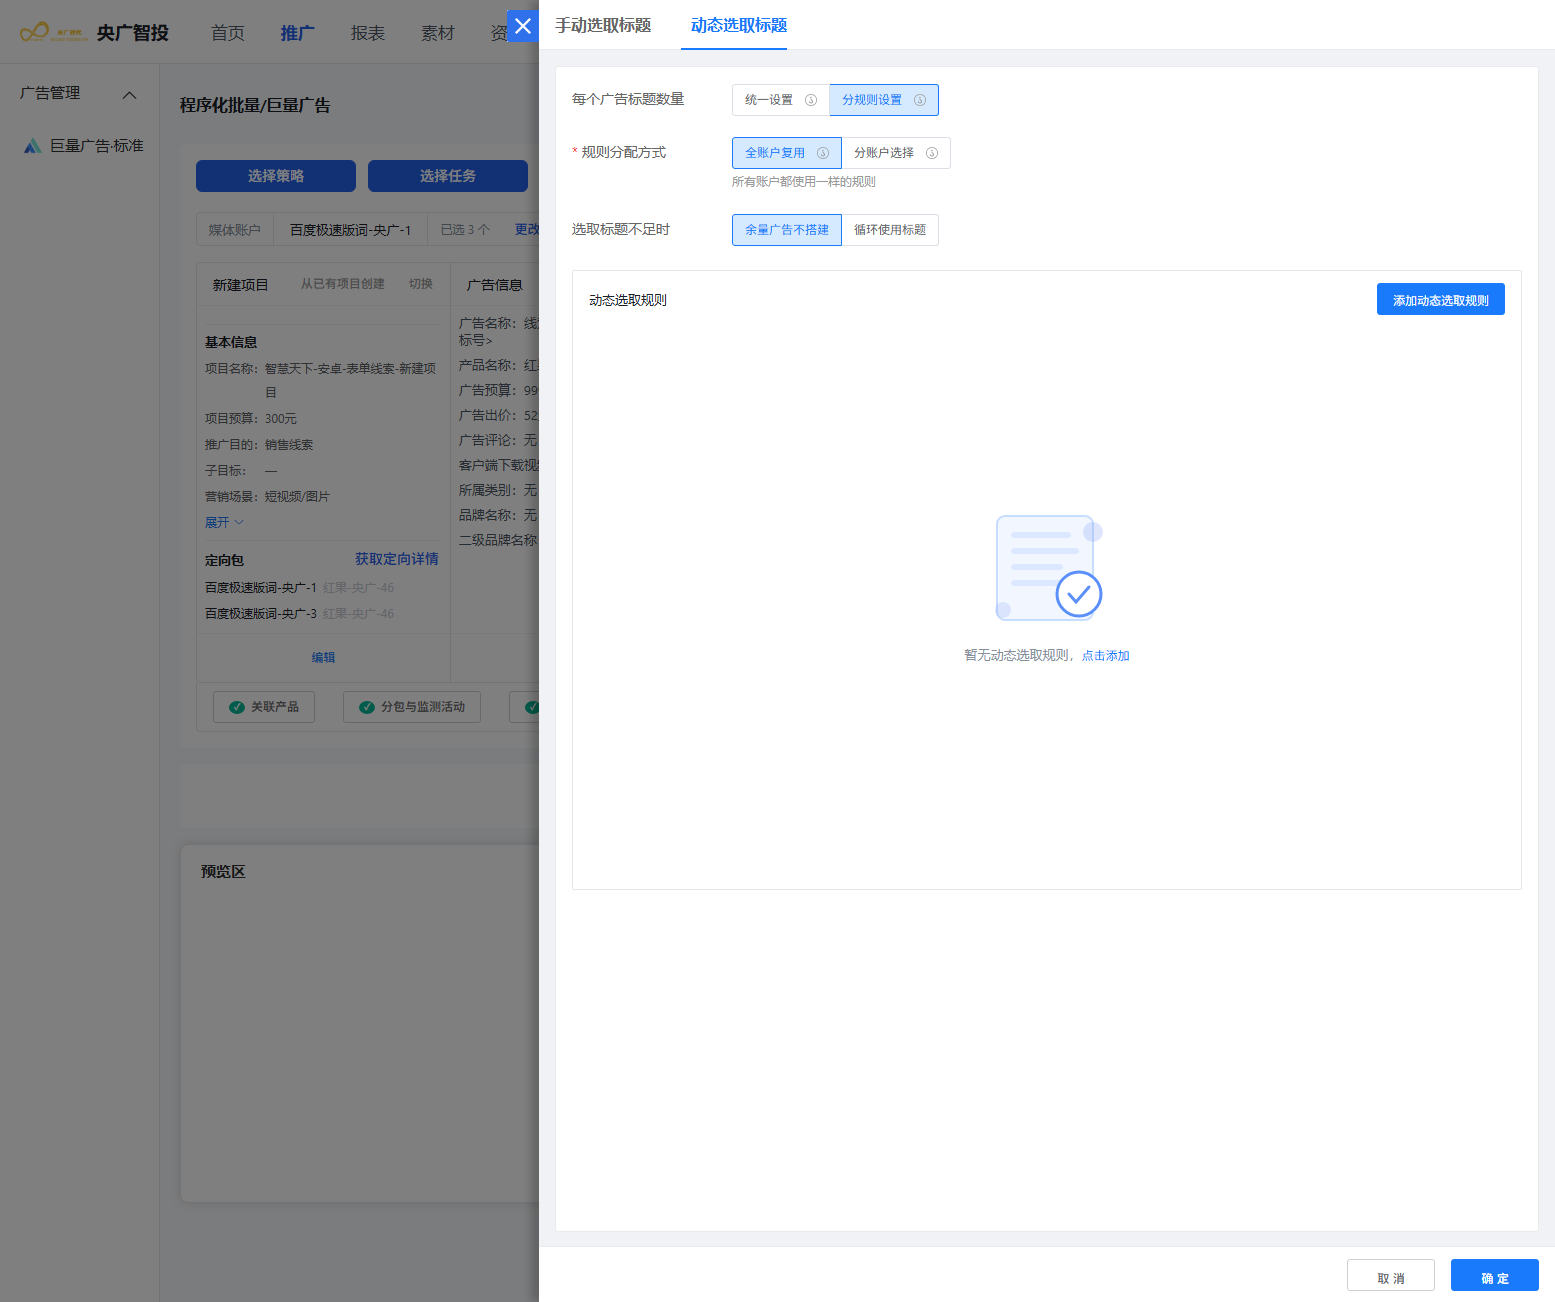 央广智投
首页
推广
报表
素材
资
手动选取标题
动态选取标题
广告管理
巨量广告·标准
程序化批量/巨量广告
选择策略
选择任务
媒体账户
百度极速版词-央广-1
已选 3 个
更改
新建项目
从已有项目创建
切换
广告信息
基本信息
项目名称：智慧天下-安卓-表单线索-新建项
目
项目预算：300元
推广目的：销售线索
子目标：—
营销场景：短视频/图片
展开
定向包
获取定向详情
百度极速版词-央广-1 红果-央广-46
百度极速版词-央广-3 红果-央广-46
编辑
广告名称：线
标号>
产品名称：红
广告预算：99
广告出价：52
广告评论：无
客户端下载视
所属类别：无
品牌名称：无
二级品牌名称
关联产品
分包与监测活动
预览区
每个广告标题数量
统一设置
分规则设置
* 规则分配方式
全账户复用
分账户选择
所有账户都使用一样的规则
选取标题不足时
余量广告不搭建
循环使用标题
动态选取规则
添加动态选取规则
暂无动态选取规则，点击添加
取 消
确 定